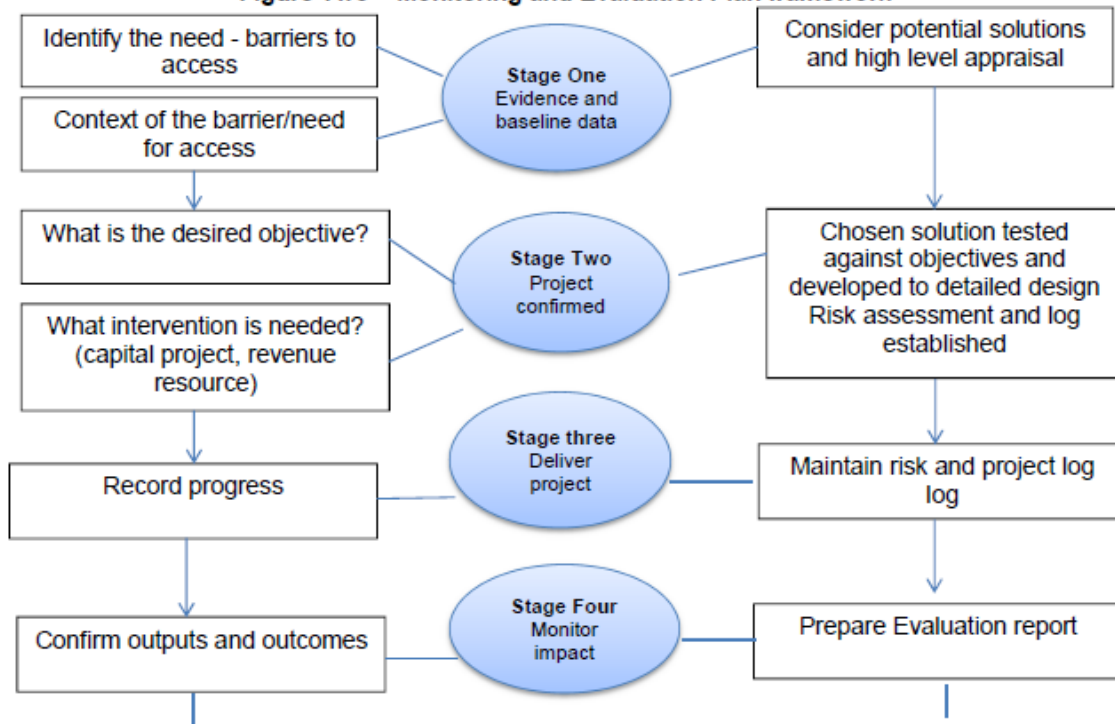 Identify the need - barriers to
access
Consider potential solutions
and high level appraisal
Stage One
Evidence and
baseline data
Context of the barrier/need
for access
What is the desired objective?
Stage Two
Project
confirmed
Chosen solution tested
against objectives and
developed to detailed design
Risk assessment and log
established
What intervention is needed?
(capital project, revenue
resource)
Stage three
Deliver
project
Record progress
Maintain risk and project log
log
Stage Four
Monitor
impact
Confirm outputs and outcomes
Prepare Evaluation report